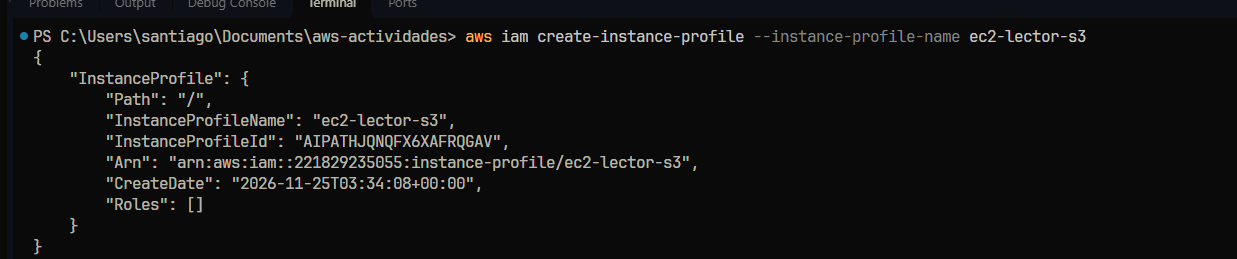 Problems Output Debug Console Terminal Ports
PS C:\Users\santiago\Documents\aws-actividades> aws iam create-instance-profile --instance-profile-name ec2-lector-s3
{
    "InstanceProfile": {
        "Path": "/",
        "InstanceProfileName": "ec2-lector-s3",
        "InstanceProfileId": "AIPATHJQNQFX6XAFRQGAV",
        "Arn": "arn:aws:iam::221829235055:instance-profile/ec2-lector-s3",
        "CreateDate": "2026-11-25T03:34:08+00:00",
        "Roles": []
    }
}